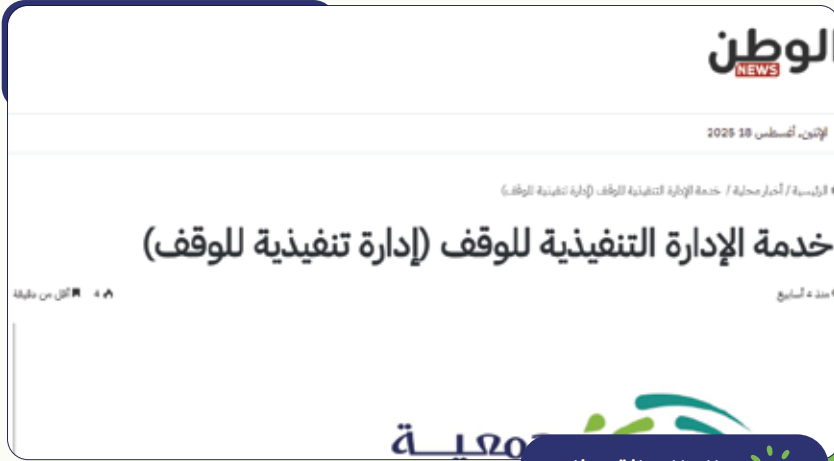 الوطن
NEWS
الإثنين, أغسطس 18 2025
الرئيسية / أخبار محلية / خدمة الإدارة التنفيذية للوقف (إدارة تنفيذية للوقف)
خدمة الإدارة التنفيذية للوقف (إدارة تنفيذية للوقف)
منذ 4 أسابيع
4 أقل من دقيقة